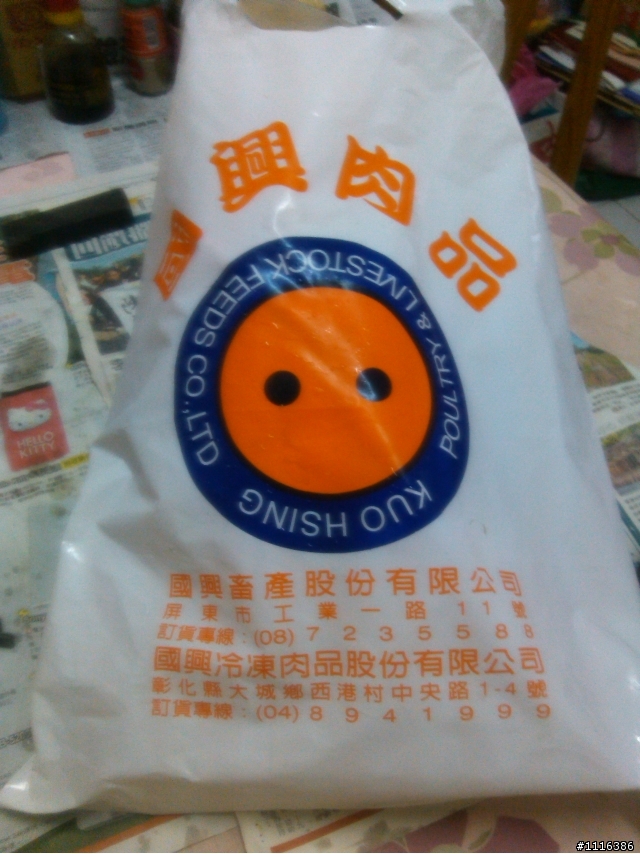 國興肉品
KUO HSING POULTRY & LIVESTOCK FEEDS CO.,LTD
國興畜產股份有限公司
屏東市工業一路11號
訂貨專線:(08)7235588
國興冷凍肉品股份有限公司
彰化縣大城鄉西港村中央路1-4號
訂貨專線:(04)8941999
HELLO
KITTY
#1116386